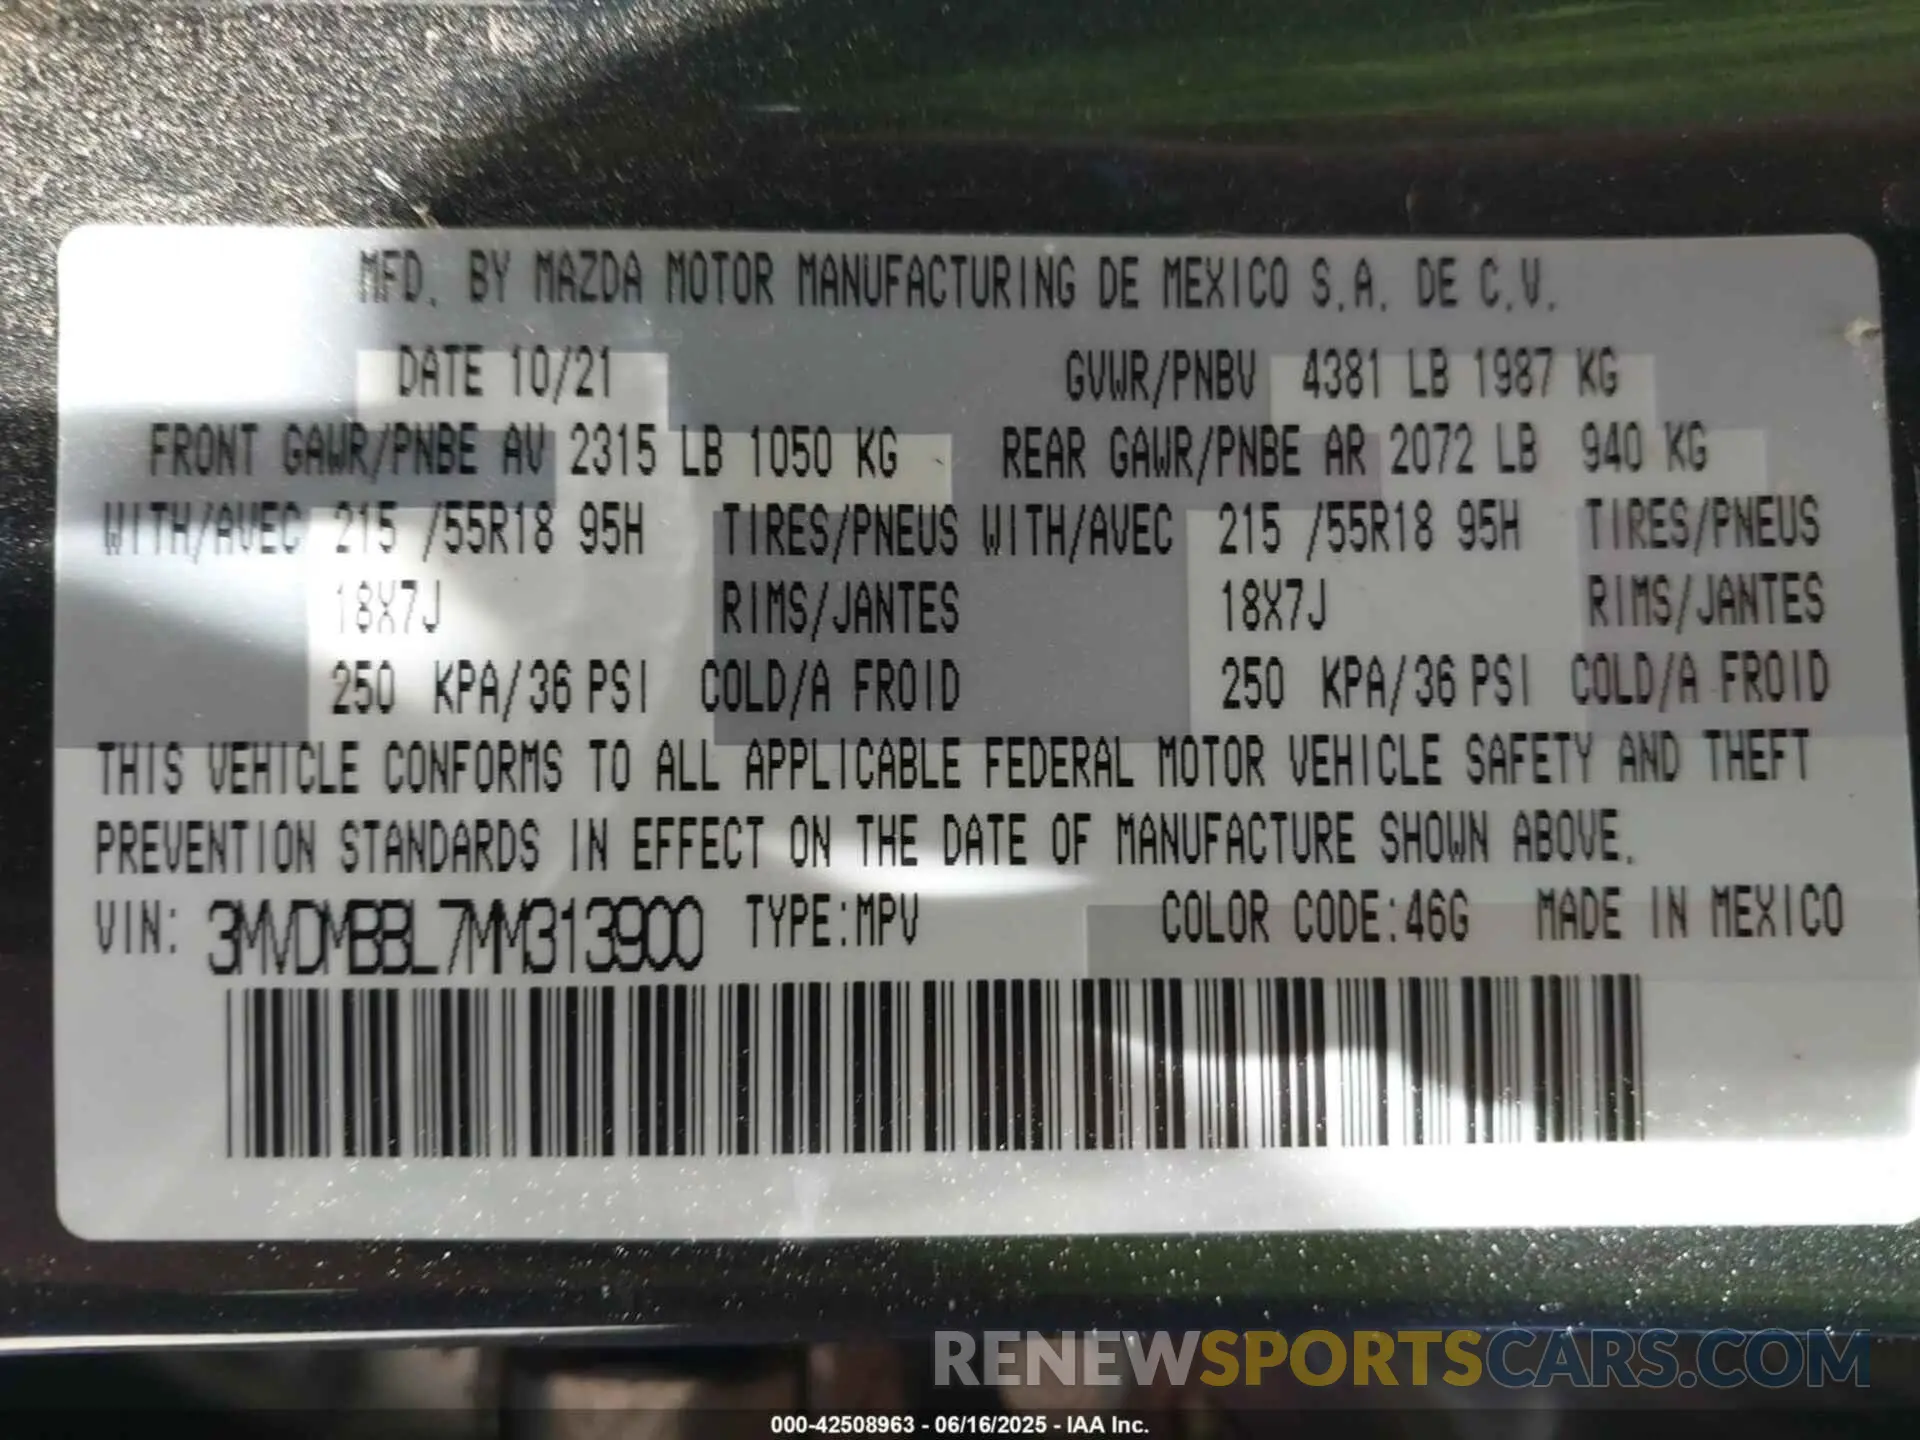 MFD. BY MAZDA MOTOR MANUFACTURING DE MEXICO S.A. DE C.V.
DATE 10/21 GVWR/PNBV 4381 LB 1987 KG
FRONT GAWR/PNBE AV 2315 LB 1050 KG REAR GAWR/PNBE AR 2072 LB 940 KG
WITH/AVEC 215 /55R18 95H TIRES/PNEUS WITH/AVEC 215 /55R18 95H TIRES/PNEUS
18X7J RIMS/JANTES 18X7J RIMS/JANTES
250 KPA/36 PSI COLD/A FROID 250 KPA/36 PSI COLD/A FROID
THIS VEHICLE CONFORMS TO ALL APPLICABLE FEDERAL MOTOR VEHICLE SAFETY AND THEFT
PREVENTION STANDARDS IN EFFECT ON THE DATE OF MANUFACTURE SHOWN ABOVE.
VIN: 3MVDMBBL7MM313900 TYPE:MPV COLOR CODE:46G MADE IN MEXICO
RENEWSPORTSCARS.COM
000-42508963 - 06/16/2025 - IAA Inc.